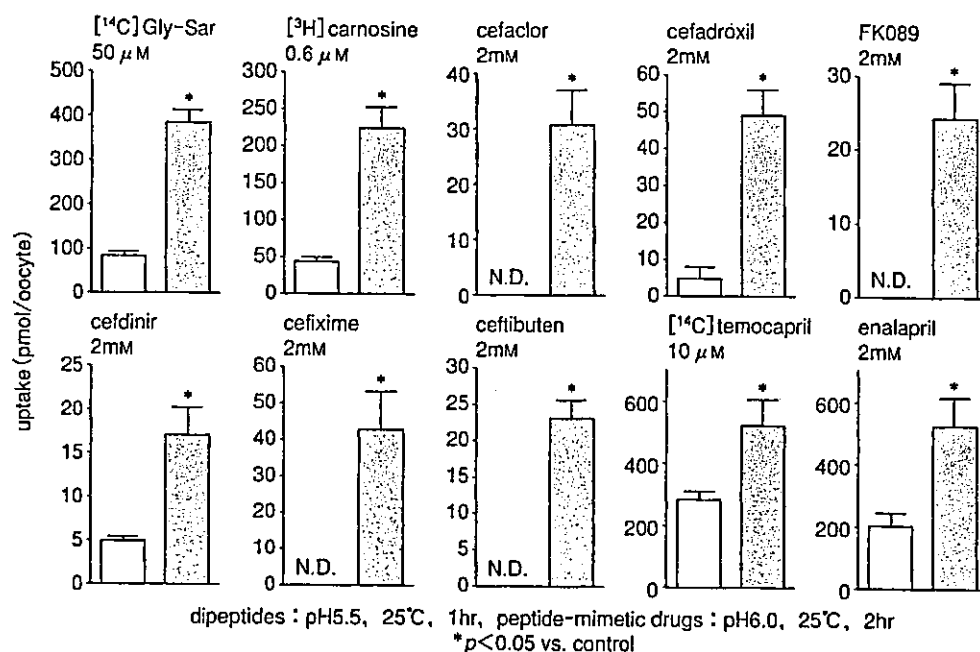 [¹⁴C] Gly-Sar
50 μM
500
400
300
200
100
0
*
[³H] carnosine
0.6 μM
300
250
200
150
100
50
0
*
cefaclor
2mM
40
30
20
10
0
N.D.
*
cefadroxil
2mM
60
50
40
30
20
10
0
*
FK089
2mM
30
20
10
0
N.D.
*
uptake (pmol/oocyte)
cefdinir
2mM
25
20
15
10
5
0
*
cefixime
2mM
60
50
40
30
20
10
0
N.D.
*
ceftibuten
2mM
30
25
20
15
10
5
0
N.D.
*
[¹⁴C] temocapril
10 μM
600
400
200
0
*
enalapril
2mM
600
400
200
0
*
dipeptides : pH5.5, 25℃, 1hr, peptide-mimetic drugs : pH6.0, 25℃, 2hr
*p<0.05 vs. control